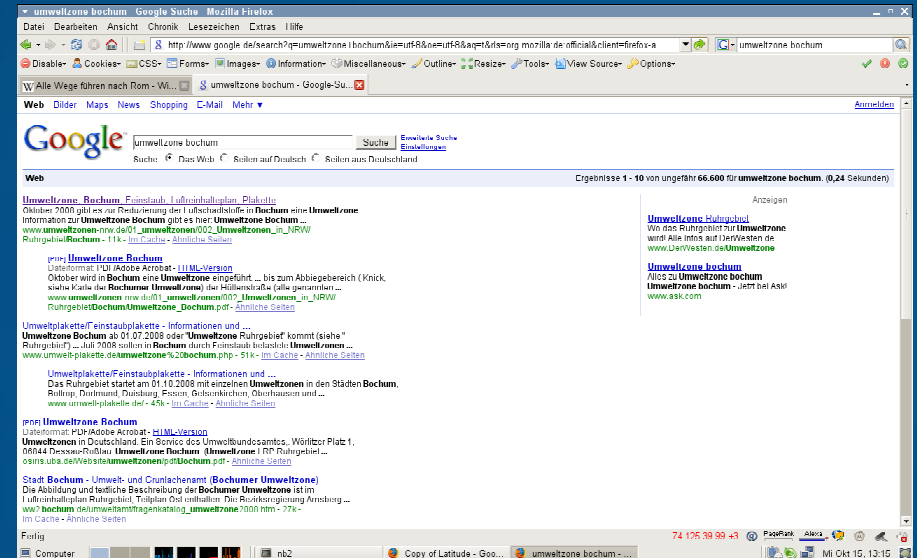 umweltzone bochum - Google Suche - Mozilla Firefox
Datei Bearbeiten Ansicht Chronik Lesezeichen Extras Hilfe
http://www.google.de/search?q=umweltzone+bochum&ie=utf-8&oe=utf-8&aq=t&rls=org.mozilla:de:official&client=firefox-a
umweltzone bochum
Disable Cookies CSS Forms Images Information Miscellaneous Outline Resize Tools View Source Options
Alle Wege führen nach Rom - Wi... umweltzone bochum - Google-Su...
Web Bilder Maps News Shopping E-Mail Mehr ▼ Anmelden
Google
umweltzone bochum Suche Erweiterte Suche
Einstellungen
Suche: Das Web Seiten auf Deutsch Seiten aus Deutschland
Web Ergebnisse 1 - 10 von ungefähr 66.600 für umweltzone bochum. (0,24 Sekunden)
Umweltzone, Bochum, Feinstaub, Luftreinhalteplan, Plakette
Oktober 2008 gibt es zur Reduzierung der Luftschadstoffe in Bochum eine Umweltzone
Information zur Umweltzone Bochum gibt es hier: Umweltzone Bochum ...
www.umweltzonen-nrw.de/01_umweltzonen/002_Umweltzonen_in_NRW/
Ruhrgebiet/Bochum - 11k - Im Cache - Ähnliche Seiten
[PDF] Umweltzone Bochum
Dateiformat: PDF/Adobe Acrobat - HTML-Version
Oktober wird in Bochum eine Umweltzone eingeführt. ... bis zum Abbiegebereich ( Knick,
siehe Karte der Bochumer Umweltzone) der Hüllenstraße (alle genannten ...
www.umweltzonen-nrw.de/01_umweltzonen/002_Umweltzonen_in_NRW/
Ruhrgebiet/Bochum/Umweltzone_Bochum.pdf - Ähnliche Seiten
Umweltplakette/Feinstaubplakette - Informationen und ...
Umweltzone Bochum ab 01.07.2008 oder "Umweltzone Ruhrgebiet" kommt (siehe "
Ruhrgebiet") ... Juli 2008 sollen in Bochum durch Feinstaub belastete Umweltzonen ...
www.umwelt-plakette.de/umweltzone%20bochum.php - 51k - Im Cache - Ähnliche Seiten
Umweltplakette/Feinstaubplakette - Informationen und ...
Das Ruhrgebiet startet am 01.10.2008 mit einzelnen Umweltzonen in den Städten Bochum,
Bottrop, Dortmund, Duisburg, Essen, Gelsenkirchen, Oberhausen und ...
www.umwelt-plakette.de/ - 45k - Im Cache - Ähnliche Seiten
[PDF] Umweltzone Bochum
Dateiformat: PDF/Adobe Acrobat - HTML-Version
Umweltzonen in Deutschland. Ein Service des Umweltbundesamtes,. Wörlitzer Platz 1,
06844 Dessau-Roßlau. Umweltzone Bochum. (Umweltzone LRP Ruhrgebiet ...
osiris.uba.de/Website/umweltzonen/pdf/Bochum.pdf - Ähnliche Seiten
Stadt Bochum - Umwelt- und Grünflächenamt (Bochumer Umweltzone)
Die Abbildung und textliche Beschreibung der Bochumer Umweltzone ist im
Luftreinhalteplan Ruhrgebiet, Teilplan Ost enthalten. Die Bezirksregierung Arnsberg ...
ww2.bochum.de/umweltamt/fragenkatalog_umweltzone2008.htm - 27k -
Im Cache - Ähnliche Seiten
Anzeigen
Umweltzone Ruhrgebiet
Wo das Ruhrgebiet zur Umweltzone
wird! Alle Infos auf DerWesten.de
www.DerWesten.de/Umweltzone
Umweltzone bochum
Alles zu Umweltzone bochum
Umweltzone bochum - Jetzt bei Ask!
www.ask.com
Fertig 74.125.39.99 +3 PageRank Alexa
Computer nb2 Copy of Latitude - Goo... umweltzone bochum - ... Mi Okt 15, 13:15